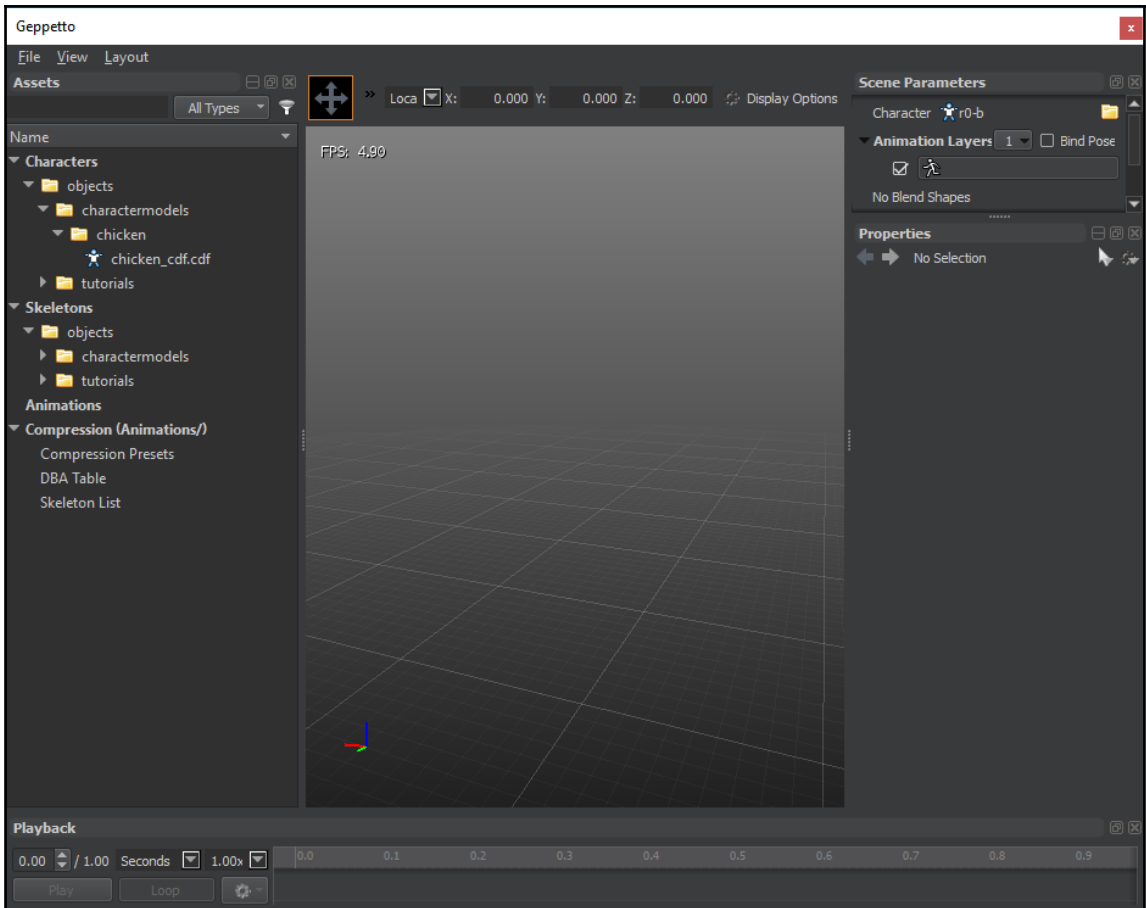 Geppetto
x
File View Layout
Assets
All Types
Name
Characters
objects
charactermodels
chicken
chicken_cdf.cdf
tutorials
Skeletons
objects
charactermodels
tutorials
Animations
Compression (Animations/)
Compression Presets
DBA Table
Skeleton List
» Loca X: 0.000 Y: 0.000 Z: 0.000 Display Options
FPS: 4.90
Scene Parameters
Character r0-b
Animation Layers 1 Bind Pose
No Blend Shapes
Properties
No Selection
Playback
0.00 / 1.00 Seconds 1.00x 0.0 0.1 0.2 0.3 0.4 0.5 0.6 0.7 0.8 0.9
Play Loop